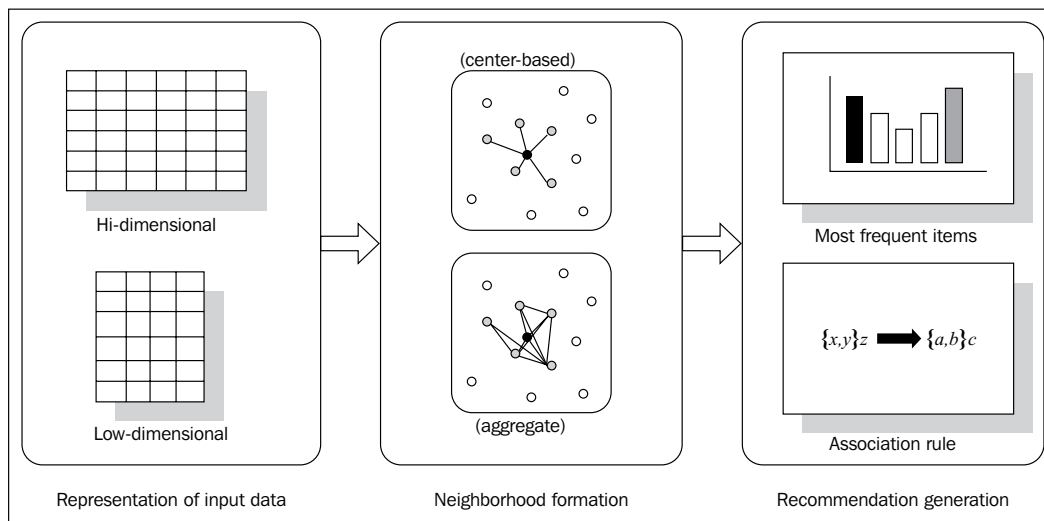 Hi-dimensional
Low-dimensional
Representation of input data
(center-based)
(aggregate)
Neighborhood formation
Most frequent items
{x,y}z {a,b}c
Association rule
Recommendation generation